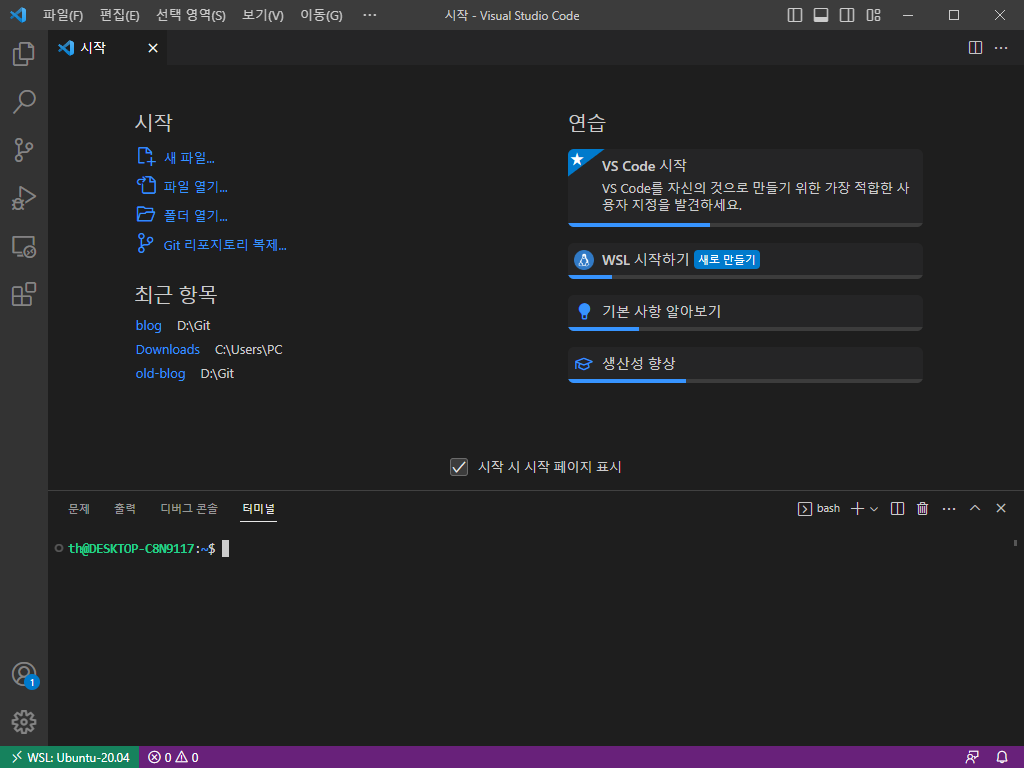 파일(F) 편집(E) 선택 영역(S) 보기(V) 이동(G) ··· 시작 - Visual Studio Code
시작
시작
새 파일...
파일 열기...
폴더 열기...
Git 리포지토리 복제...
최근 항목
blog D:\Git
Downloads C:\Users\PC
old-blog D:\Git
연습
VS Code 시작
VS Code를 자신의 것으로 만들기 위한 가장 적합한 사
용자 지정을 발견하세요.
WSL 시작하기 새로 만들기
기본 사항 알아보기
생산성 향상
시작 시 시작 페이지 표시
문제 출력 디버그 콘솔 터미널 bash
th@DESKTOP-C8N9117:~$
1
WSL: Ubuntu-20.04 0 0